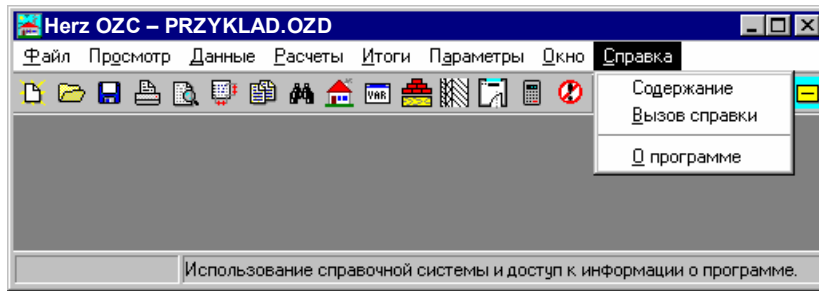 Herz OZC – PRZYKLAD.OZD
Файл Просмотр Данные Расчеты Итоги Параметры Окно Справка
VAR
Содержание
Вызов справки
О программе
Использование справочной системы и доступ к информации о программе.